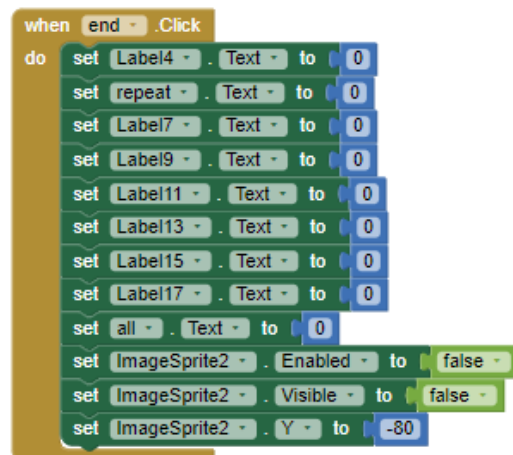 when end .Click
do set Label4 . Text to 0
set repeat . Text to 0
set Label7 . Text to 0
set Label9 . Text to 0
set Label11 . Text to 0
set Label13 . Text to 0
set Label15 . Text to 0
set Label17 . Text to 0
set all . Text to 0
set ImageSprite2 . Enabled to false
set ImageSprite2 . Visible to false
set ImageSprite2 . Y to -80